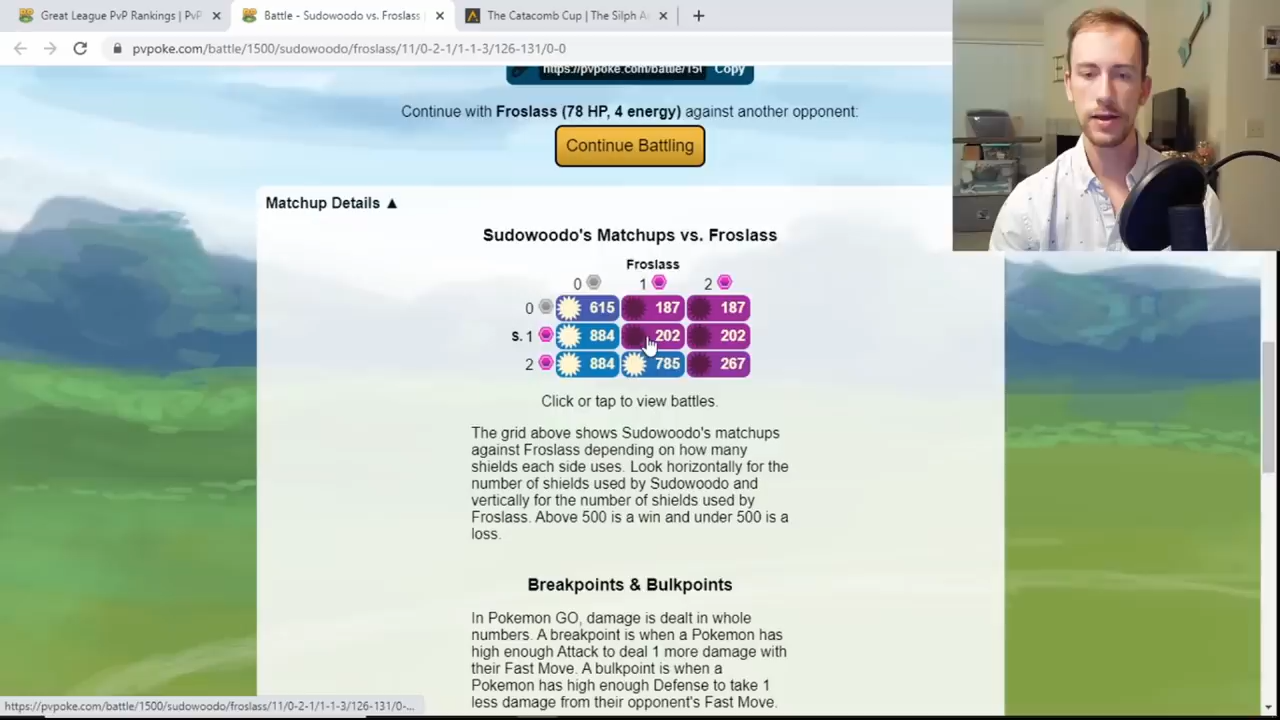 Great League PvP Rankings | PvP
Battle - Sudowoodo vs. Froslass
The Catacomb Cup | The Silph A
pvpoke.com/battle/1500/sudowoodo/froslass/11/0-2-1/1-1-3/126-131/0-0
https://pvpoke.com/battle/15 Copy
Continue with Froslass (78 HP, 4 energy) against another opponent:
Continue Battling
Matchup Details ▲
Sudowoodo's Matchups vs. Froslass
Froslass
0 1 2
0 615 187 187
S. 1 884 202 202
2 884 785 267
Click or tap to view battles.
The grid above shows Sudowoodo's matchups
against Froslass depending on how many
shields each side uses. Look horizontally for the
number of shields used by Sudowoodo and
vertically for the number of shields used by
Froslass. Above 500 is a win and under 500 is a
loss.
Breakpoints & Bulkpoints
In Pokemon GO, damage is dealt in whole
numbers. A breakpoint is when a Pokemon has
high enough Attack to deal 1 more damage with
their Fast Move. A bulkpoint is when a
Pokemon has high enough Defense to take 1
less damage from their opponent's Fast Move.
https://pvpoke.com/battle/1500/sudowoodo/froslass/11/0-2-1/1-1-3/126-131/0-...